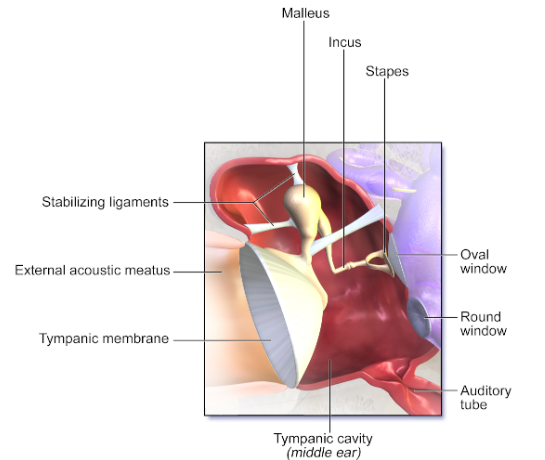 Malleus
Incus
Stapes
Stabilizing ligaments
External acoustic meatus
Tympanic membrane
Oval
window
Round
window
Auditory
tube
Tympanic cavity
(middle ear)